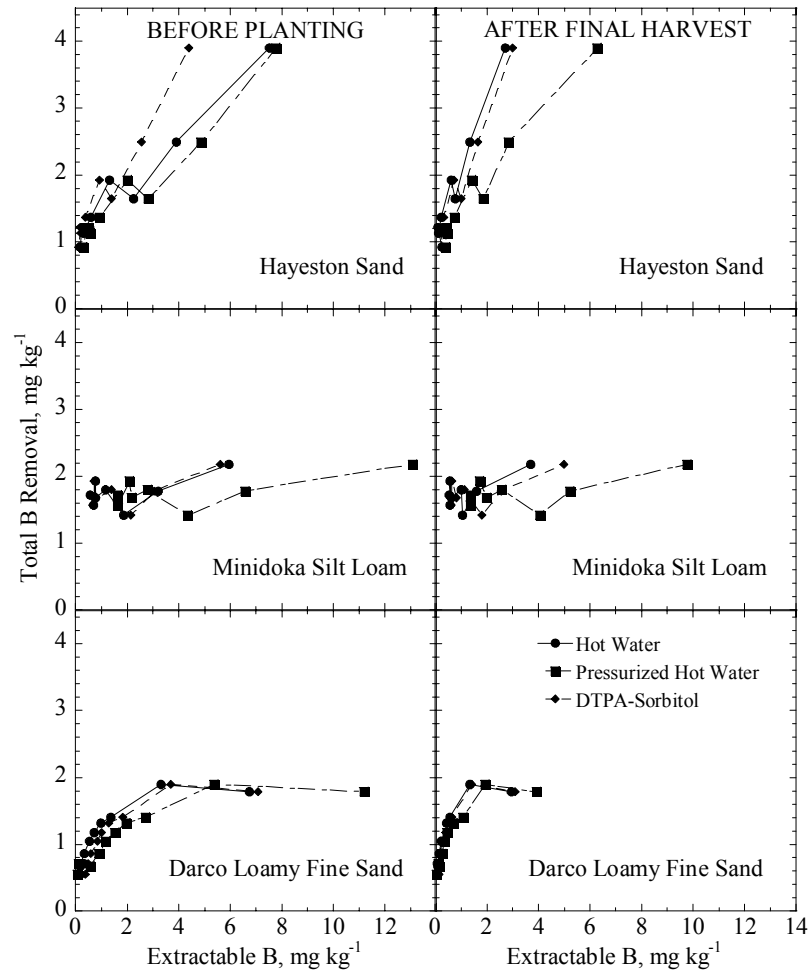 BEFORE PLANTING
AFTER FINAL HARVEST
4
3
2
1
0
Hayeston Sand
Hayeston Sand
4
3
2
1
0
Minidoka Silt Loam
Minidoka Silt Loam
4
3
2
1
0
Hot Water
Pressurized Hot Water
DTPA-Sorbitol
Darco Loamy Fine Sand
Darco Loamy Fine Sand
Total B Removal, mg kg⁻¹
0 2 4 6 8 10 12
0 2 4 6 8 10 12 14
Extractable B, mg kg⁻¹
Extractable B, mg kg⁻¹